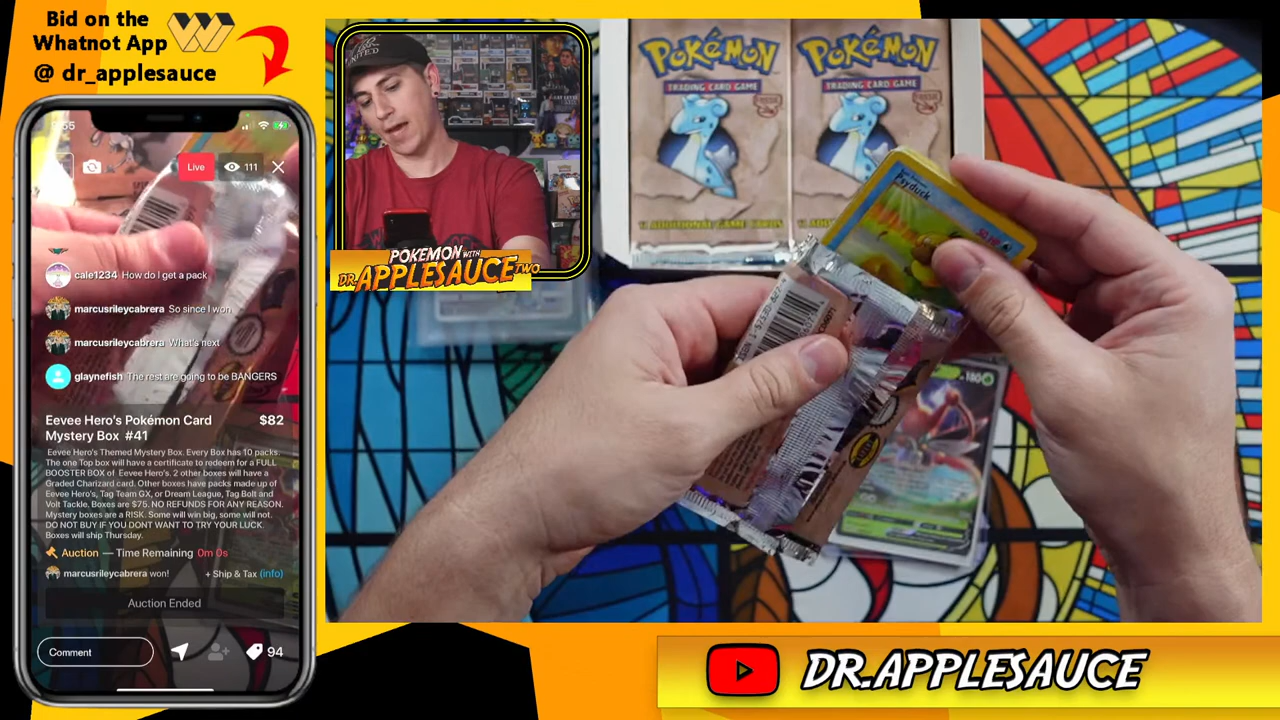 Bid on the
Whatnot App
@ dr_applesauce
Live
111
cale1234 How do I get a pack
marcusrileycabrera So since I won
marcusrileycabrera What's next
glaynefish The rest are going to be BANGERS
Eevee Hero's Pokémon Card
Mystery Box #41
$82
Eevee Hero's Themed Mystery Box. Every Box has 10 packs.
The one Top box will have a certificate to redeem for a FULL
BOOSTER BOX of Eevee Hero's. 2 other boxes will have a
Graded Charizard card. Other boxes have packs made up of
Eevee Hero's, Tag Team GX, or Dream League, Tag Bolt and
Volt Tackle. Boxes are $75. NO REFUNDS FOR ANY REASON.
Mystery boxes are a RISK. Some will win big, some will not.
DO NOT BUY IF YOU DONT WANT TO TRY YOUR LUCK.
Boxes will ship Thursday.
Auction — Time Remaining 0m 0s
marcusrileycabrera won!
+ Ship & Tax (info)
Auction Ended
Comment
94
POKEMON WITH
DR. APPLESAUCE TWO
POKéMON
TRADING CARD GAME
11 ADDITIONAL GAME CARDS
POKéMON
TRADING CARD GAME
Psyduck
50 HP
180
DR.APPLESAUCE